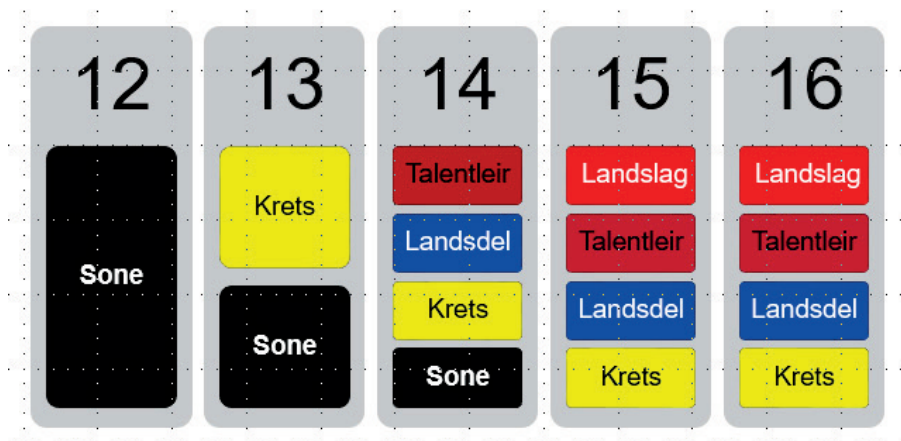 12
Sone
13
Krets
Sone
14
Talentleir
Landsdel
Krets
Sone
15
Landslag
Talentleir
Landsdel
Krets
16
Landslag
Talentleir
Landsdel
Krets